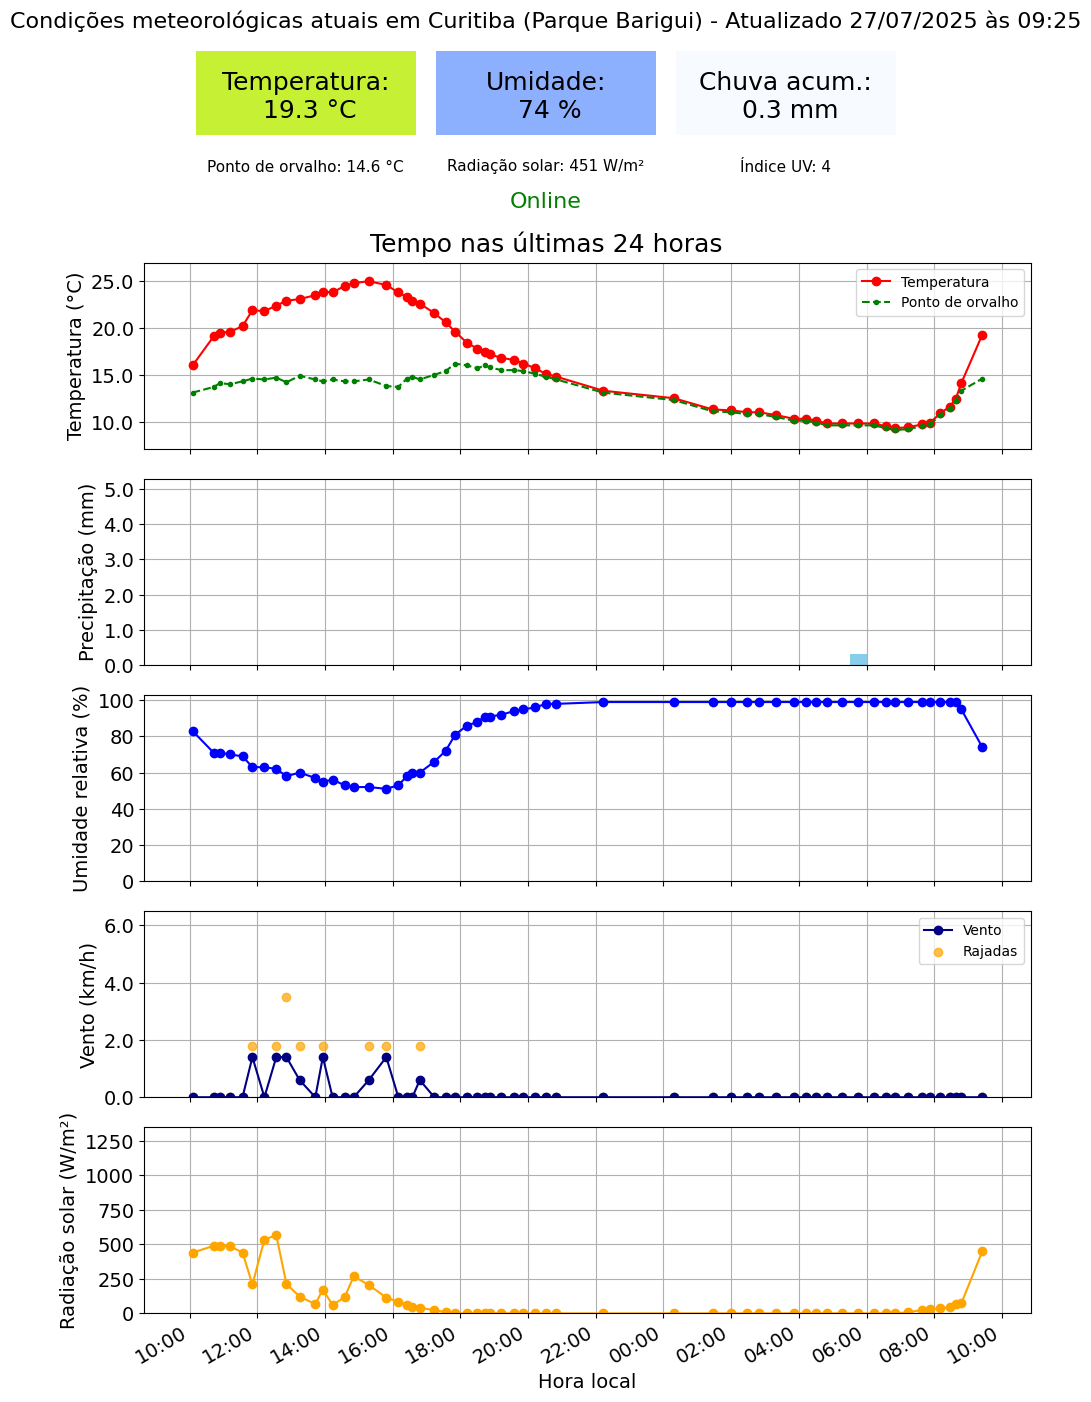 Condições meteorológicas atuais em Curitiba (Parque Barigui) - Atualizado 27/07/2025 às 09:25
Temperatura:
19.3 °C
Umidade:
74 %
Chuva acum.:
0.3 mm
Ponto de orvalho: 14.6 °C
Radiação solar: 451 W/m²
Índice UV: 4
Online
Tempo nas últimas 24 horas
Temperatura (°C)
25.0
20.0
15.0
10.0
Temperatura
Ponto de orvalho
Precipitação (mm)
5.0
4.0
3.0
2.0
1.0
0.0
Umidade relativa (%)
100
80
60
40
20
0
Vento (km/h)
6.0
4.0
2.0
0.0
Vento
Rajadas
Radiação solar (W/m²)
1250
1000
750
500
250
0
10:00
12:00
14:00
16:00
18:00
20:00
22:00
00:00
02:00
04:00
06:00
08:00
10:00
Hora local